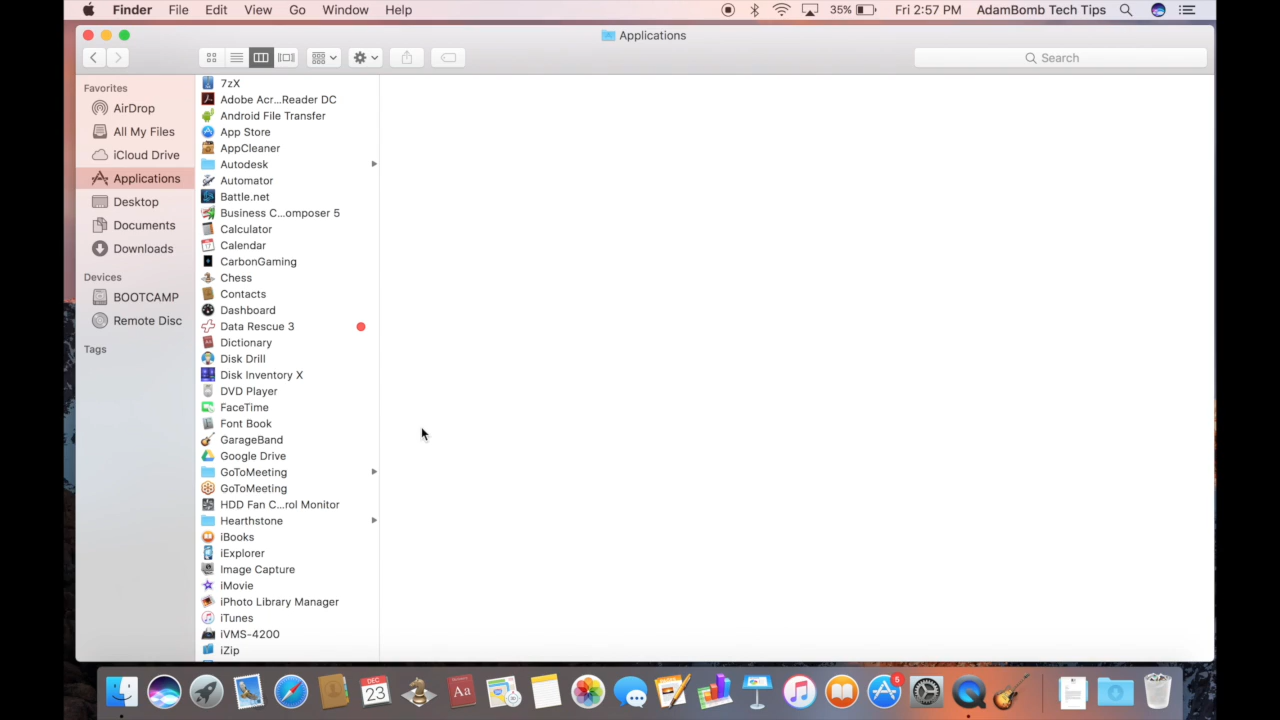 Finder File Edit View Go Window Help 35% Fri 2:57 PM AdamBomb Tech Tips
Applications
Search
Favorites
AirDrop
All My Files
iCloud Drive
Applications
Desktop
Documents
Downloads
Devices
BOOTCAMP
Remote Disc
Tags
7zX
Adobe Acr...Reader DC
Android File Transfer
App Store
AppCleaner
Autodesk
Automator
Battle.net
Business C...omposer 5
Calculator
Calendar
CarbonGaming
Chess
Contacts
Dashboard
Data Rescue 3
Dictionary
Disk Drill
Disk Inventory X
DVD Player
FaceTime
Font Book
GarageBand
Google Drive
GoToMeeting
GoToMeeting
HDD Fan C...rol Monitor
Hearthstone
iBooks
iExplorer
Image Capture
iMovie
iPhoto Library Manager
iTunes
iVMS-4200
iZip
DEC
23
Aa
5